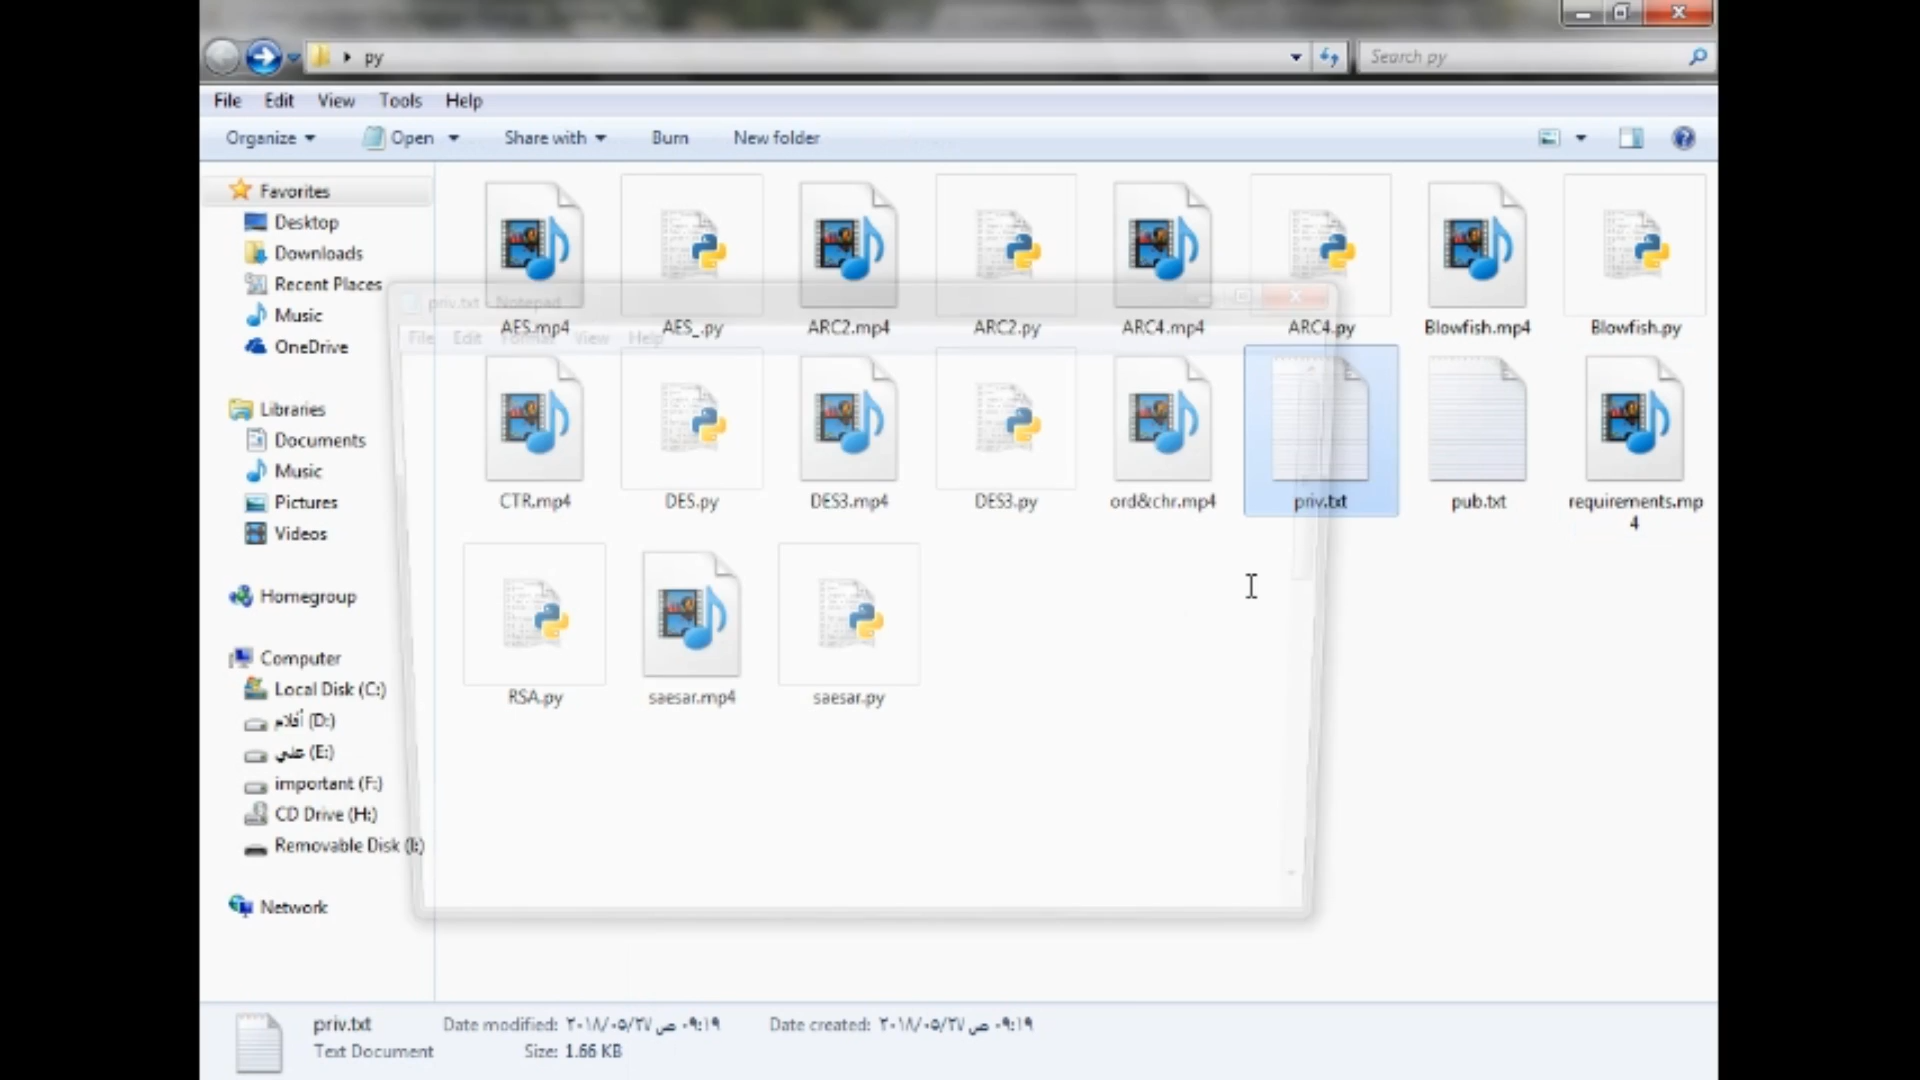 py
Search py
File Edit View Tools Help
Organize Open Share with Burn New folder
Favorites
Desktop
Downloads
Recent Places
Music
OneDrive
Libraries
Documents
Music
Pictures
Videos
Homegroup
Computer
Local Disk (C:)
أفلام (D:)
علي (E:)
important (F:)
CD Drive (H:)
Removable Disk (I:)
Network
priv.txt - Notepad
File Edit Format View Help
AES.mp4 AES_.py ARC2.mp4 ARC2.py ARC4.mp4 ARC4.py Blowfish.mp4 Blowfish.py
CTR.mp4 DES.py DES3.mp4 DES3.py ord&chr.mp4 priv.txt pub.txt requirements.mp
4
RSA.py saesar.mp4 saesar.py
priv.txt Date modified: ٢٠١٨/٠٥/٢٧ ص ٠٩:١٩ Date created: ٢٠١٨/٠٥/٢٧ ص ٠٩:١٩
Text Document Size: 1.66 KB